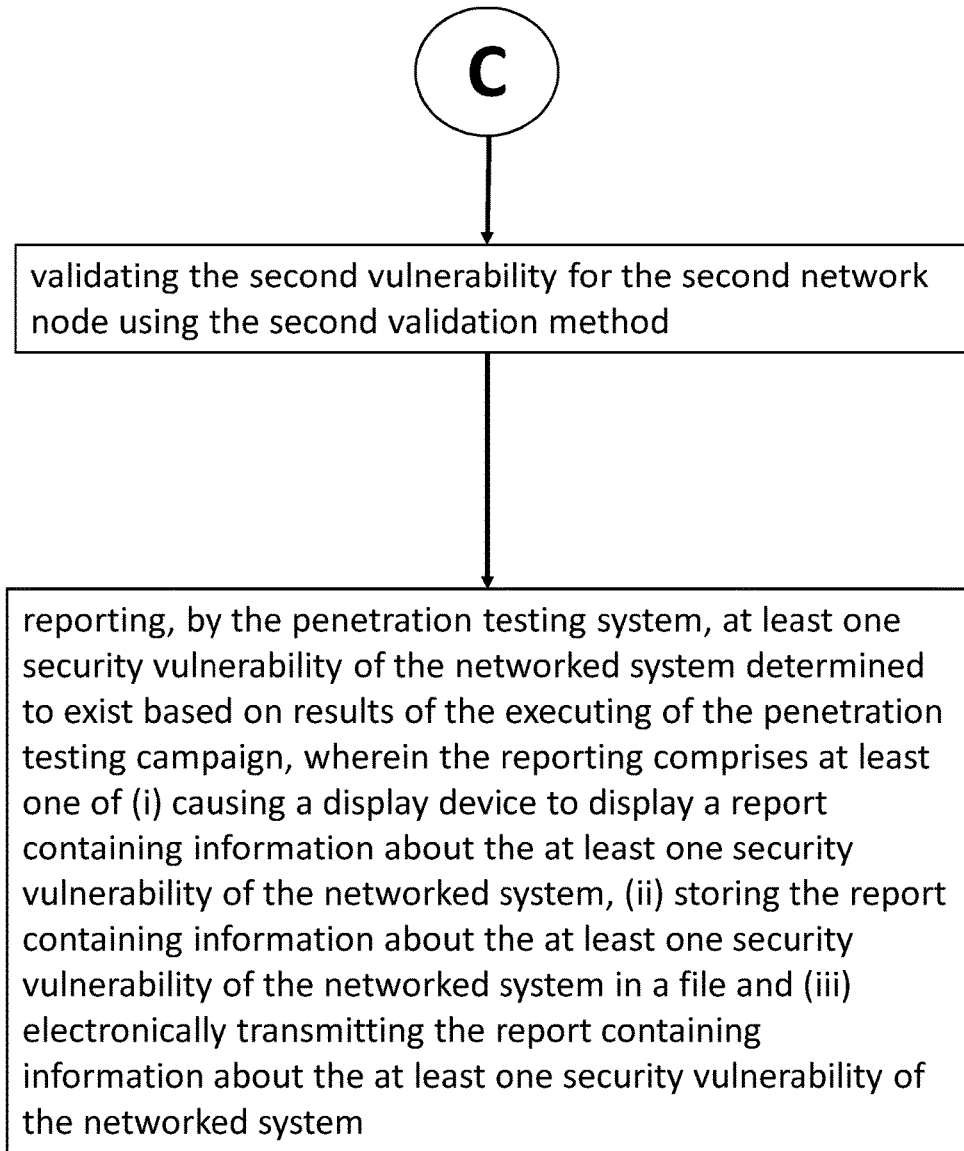 C
validating the second vulnerability for the second network
node using the second validation method
reporting, by the penetration testing system, at least one
security vulnerability of the networked system determined
to exist based on results of the executing of the penetration
testing campaign, wherein the reporting comprises at least
one of (i) causing a display device to display a report
containing information about the at least one security
vulnerability of the networked system, (ii) storing the report
containing information about the at least one security
vulnerability of the networked system in a file and (iii)
electronically transmitting the report containing
information about the at least one security vulnerability of
the networked system